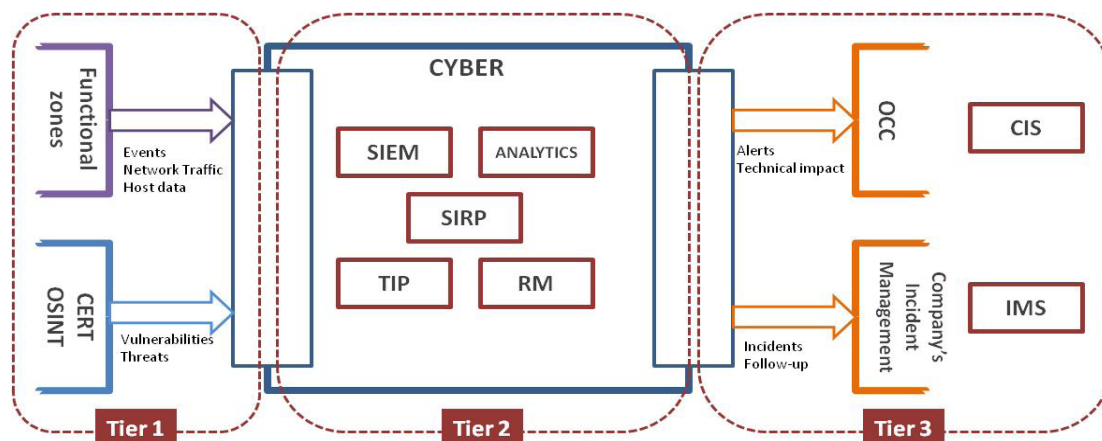 Functional
zones
Events
Network Traffic
Host data
CERT
OSINT
Vulnerabilities
Threats
Tier 1
CYBER
SIEM
ANALYTICS
SIRP
TIP
RM
Tier 2
Alerts
Technical impact
OCC
CIS
Incidents
Follow-up
Company's
Incident
Management
IMS
Tier 3